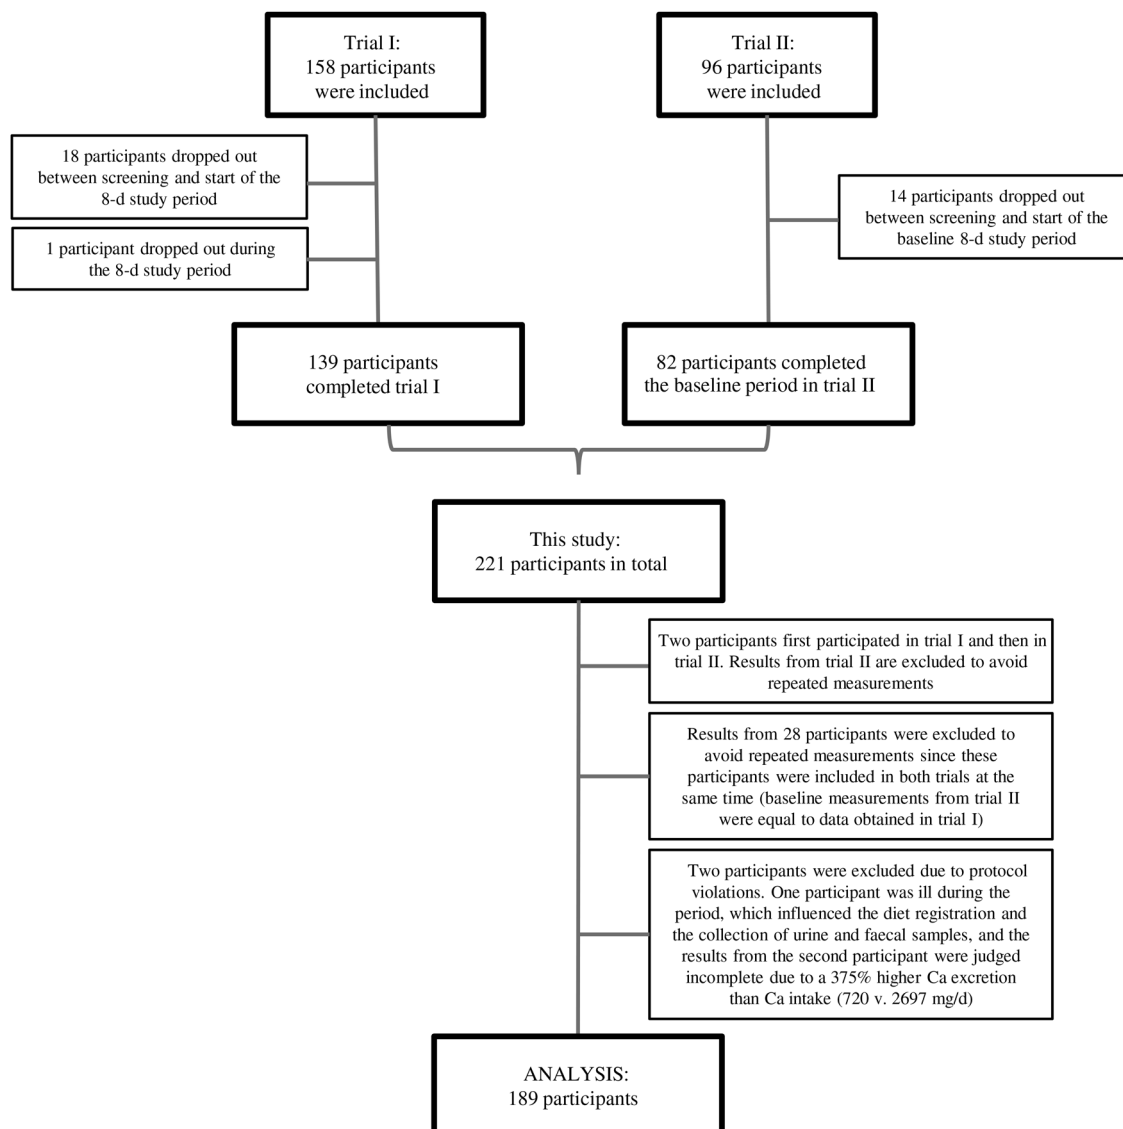 Trial I:
158 participants
were included
Trial II:
96 participants
were included
18 participants dropped out
between screening and start of the
8-d study period
1 participant dropped out during
the 8-d study period
14 participants dropped out
between screening and start of the
baseline 8-d study period
139 participants
completed trial I
82 participants completed
the baseline period in trial II
This study:
221 participants in total
Two participants first participated in trial I and then in
trial II. Results from trial II are excluded to avoid
repeated measurements
Results from 28 participants were excluded to
avoid repeated measurements since these
participants were included in both trials at the
same time (baseline measurements from trial II
were equal to data obtained in trial I)
Two participants were excluded due to protocol
violations. One participant was ill during the
period, which influenced the diet registration and
the collection of urine and faecal samples, and the
results from the second participant were judged
incomplete due to a 375% higher Ca excretion
than Ca intake (720 v. 2697 mg/d)
ANALYSIS:
189 participants